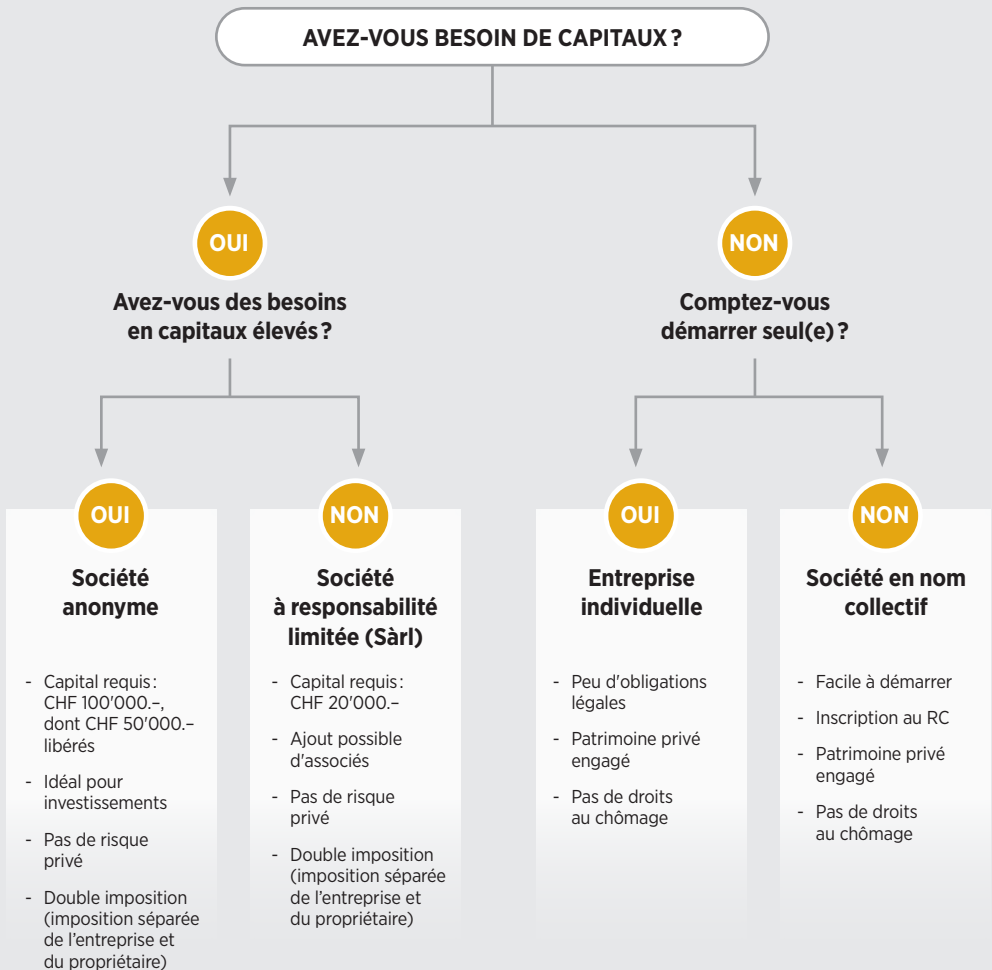 AVEZ-VOUS BESOIN DE CAPITAUX ?
OUI
Avez-vous des besoins
en capitaux élevés ?
NON
Comptez-vous
démarrer seul(e) ?
OUI
Société
anonyme
- Capital requis :
CHF 100'000.–,
dont CHF 50'000.–
libérés
- Idéal pour
investissements
- Pas de risque
privé
- Double imposition
(imposition séparée
de l'entreprise et
du propriétaire)
NON
Société
à responsabilité
limitée (Sàrl)
- Capital requis :
CHF 20'000.–
- Ajout possible
d'associés
- Pas de risque
privé
- Double imposition
(imposition séparée
de l'entreprise et
du propriétaire)
OUI
Entreprise
individuelle
- Peu d'obligations
légales
- Patrimoine privé
engagé
- Pas de droits
au chômage
NON
Société en nom
collectif
- Facile à démarrer
- Inscription au RC
- Patrimoine privé
engagé
- Pas de droits
au chômage